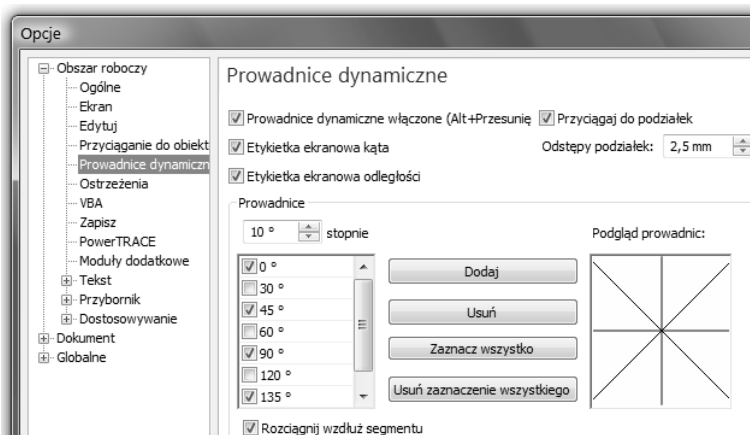 Opcje
Obszar roboczy
Ogólne
Ekran
Edytuj
Przyciąganie do obiekt
Prowadnice dynamiczn
Ostrzeżenia
VBA
Zapisz
PowerTRACE
Moduły dodatkowe
Tekst
Przybornik
Dostosowywanie
Dokument
Globalne
Prowadnice dynamiczne
Prowadnice dynamiczne włączone (Alt+Przesunię Przyciągaj do podziałek
Etykietka ekranowa kąta Odstępy podziałek: 2,5 mm
Etykietka ekranowa odległości
Prowadnice
10 ° stopnie
Podgląd prowadnic:
0 °
30 °
45 °
60 °
90 °
120 °
135 °
Dodaj
Usuń
Zaznacz wszystko
Usuń zaznaczenie wszystkiego
Rozciągnij wzdłuż segmentu